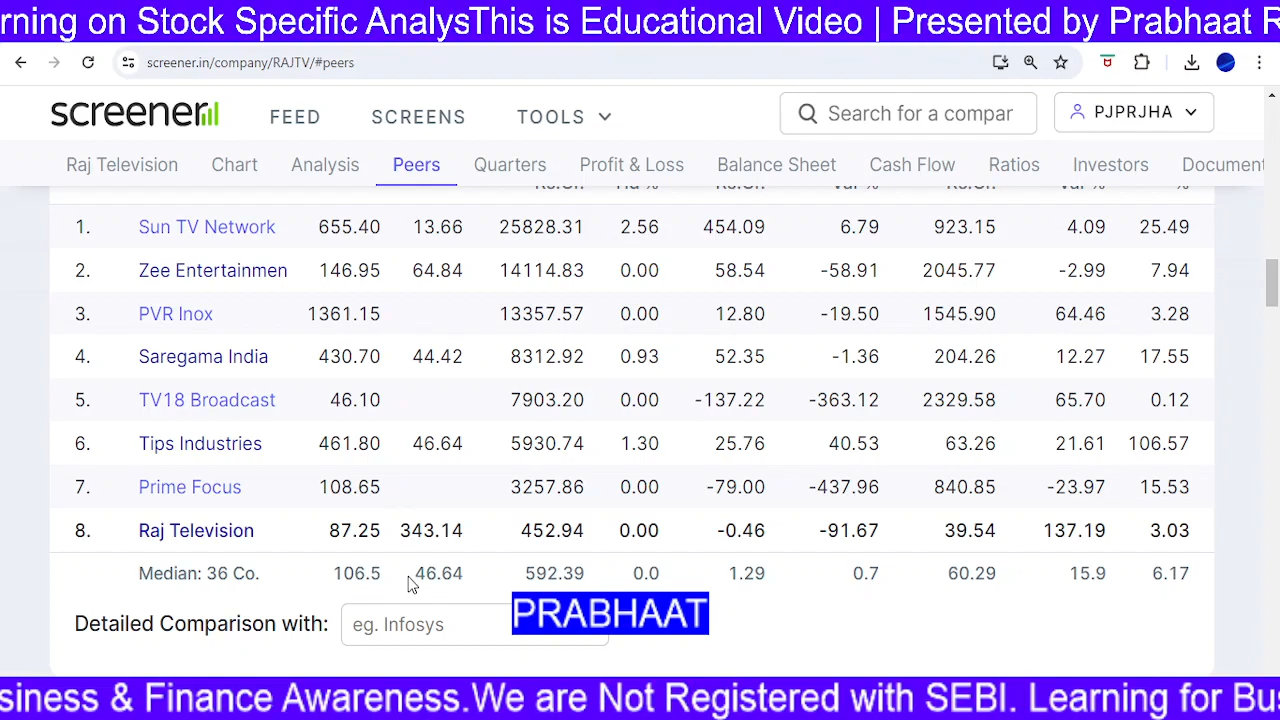 rning on Stock Specific AnalysThis is Educational Video | Presented by Prabhaat R
screener.in/company/RAJTV/#peers
screener FEED SCREENS TOOLS Search for a compar PJPRJHA
Raj Television Chart Analysis Peers Quarters Profit & Loss Balance Sheet Cash Flow Ratios Investors Document
1. Sun TV Network 655.40 13.66 25828.31 2.56 454.09 6.79 923.15 4.09 25.49
2. Zee Entertainmen 146.95 64.84 14114.83 0.00 58.54 -58.91 2045.77 -2.99 7.94
3. PVR Inox 1361.15 13357.57 0.00 12.80 -19.50 1545.90 64.46 3.28
4. Saregama India 430.70 44.42 8312.92 0.93 52.35 -1.36 204.26 12.27 17.55
5. TV18 Broadcast 46.10 7903.20 0.00 -137.22 -363.12 2329.58 65.70 0.12
6. Tips Industries 461.80 46.64 5930.74 1.30 25.76 40.53 63.26 21.61 106.57
7. Prime Focus 108.65 3257.86 0.00 -79.00 -437.96 840.85 -23.97 15.53
8. Raj Television 87.25 343.14 452.94 0.00 -0.46 -91.67 39.54 137.19 3.03
Median: 36 Co. 106.5 46.64 592.39 0.0 1.29 0.7 60.29 15.9 6.17
Detailed Comparison with: eg. Infosys
PRABHAAT
siness & Finance Awareness.We are Not Registered with SEBI. Learning for Bus